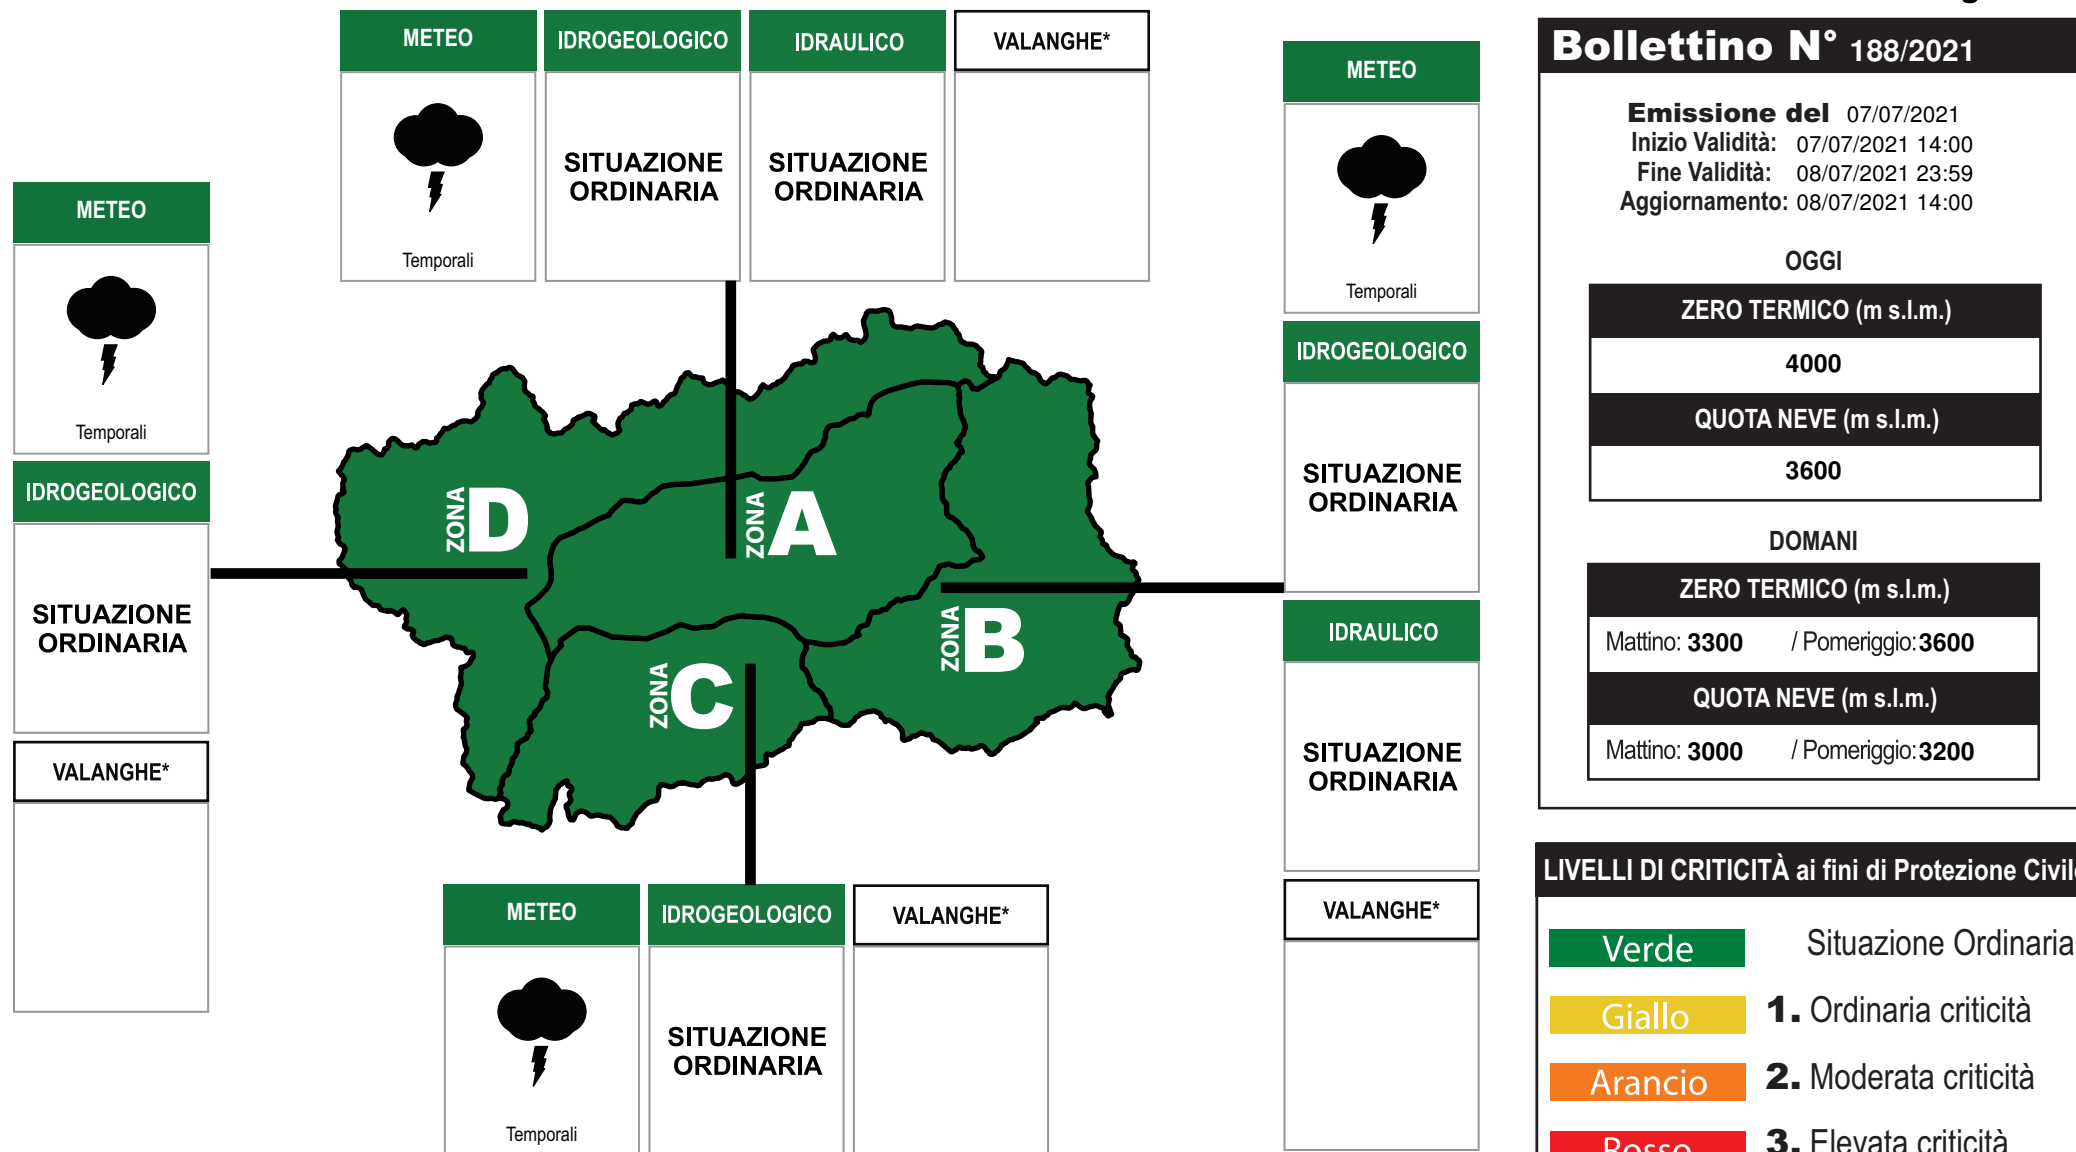 METEO
IDROGEOLOGICO
IDRAULICO
VALANGHE*
Temporali
SITUAZIONE
ORDINARIA
SITUAZIONE
ORDINARIA
METEO
Temporali
IDROGEOLOGICO
SITUAZIONE
ORDINARIA
VALANGHE*
METEO
Temporali
IDROGEOLOGICO
SITUAZIONE
ORDINARIA
IDRAULICO
SITUAZIONE
ORDINARIA
VALANGHE*
ZONA D
ZONA A
ZONA B
ZONA C
METEO
IDROGEOLOGICO
VALANGHE*
Temporali
SITUAZIONE
ORDINARIA
Bollettino N° 188/2021
Emissione del 07/07/2021
Inizio Validità: 07/07/2021 14:00
Fine Validità: 08/07/2021 23:59
Aggiornamento: 08/07/2021 14:00
OGGI
ZERO TERMICO (m s.l.m.)
4000
QUOTA NEVE (m s.l.m.)
3600
DOMANI
ZERO TERMICO (m s.l.m.)
Mattino: 3300 / Pomeriggio: 3600
QUOTA NEVE (m s.l.m.)
Mattino: 3000 / Pomeriggio: 3200
LIVELLI DI CRITICITÀ ai fini di Protezione Civile
Verde Situazione Ordinaria
Giallo 1. Ordinaria criticità
Arancio 2. Moderata criticità
Rosso 3. Elevata criticità